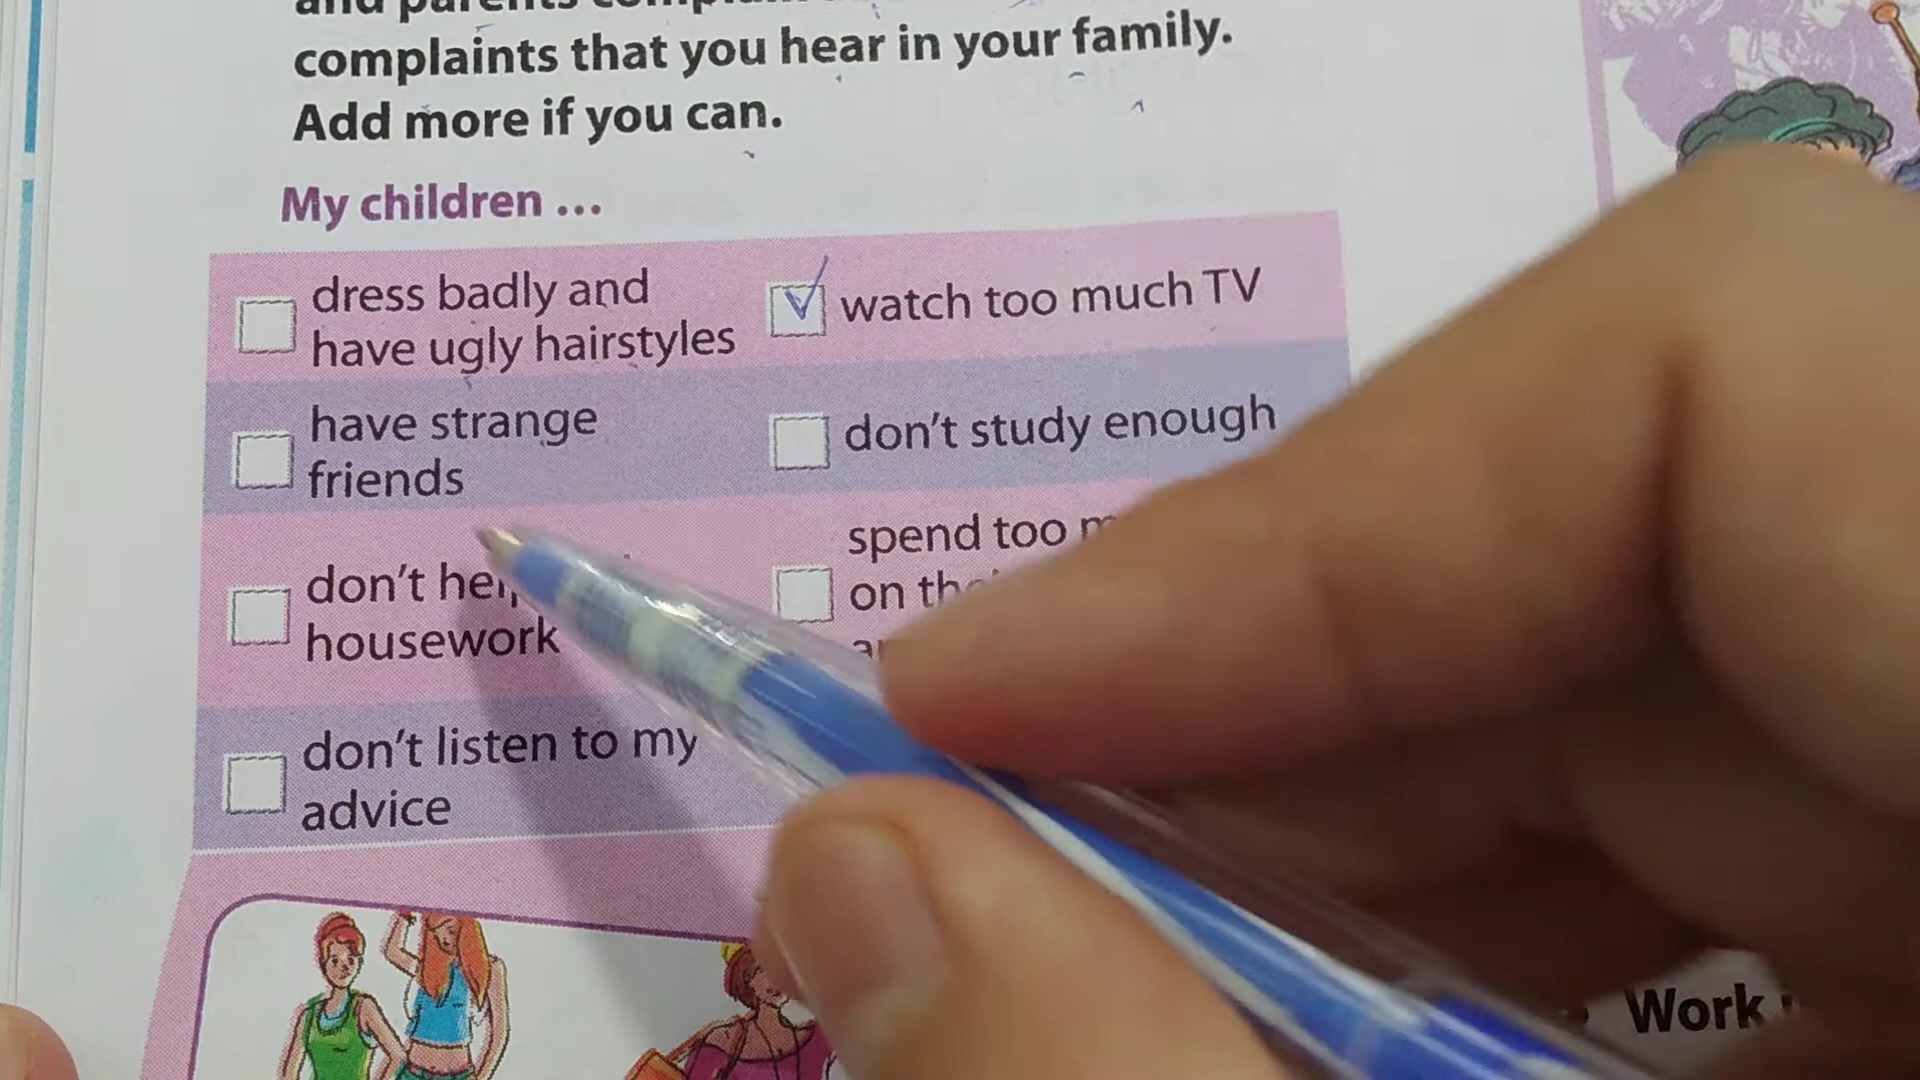 and parents
complaints that you hear in your family.
Add more if you can.
My children ...
dress badly and
have ugly hairstyles
watch too much TV
have strange
friends
don't study enough
don't
housework
spend too
on
don't listen to my
advice
Work